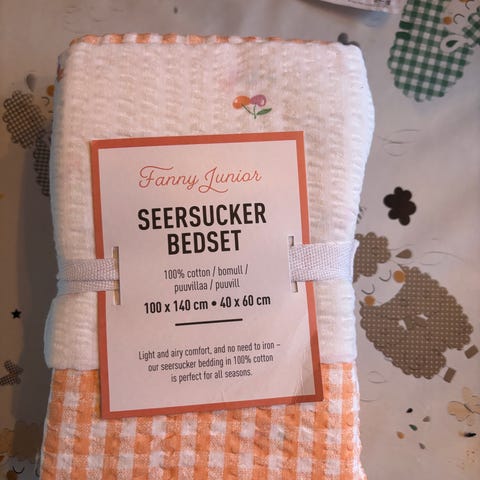 Fanny Junior
SEERSUCKER
BEDSET
100% cotton / bomull /
puuvillaa / puuvill
100 x 140 cm • 40 x 60 cm
Light and airy comfort, and no need to iron –
our seersucker bedding in 100% cotton
is perfect for all seasons.